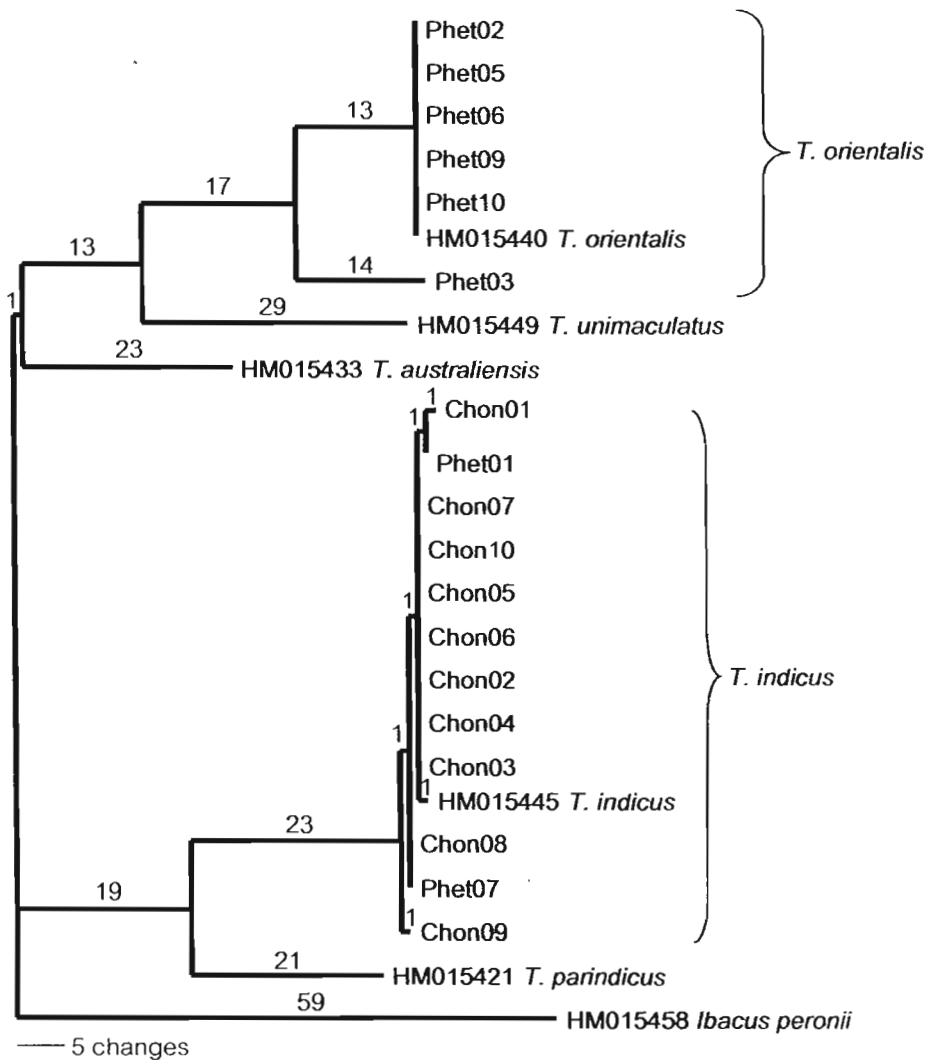 Phet02
Phet05
Phet06
13
Phet09
T. orientalis
17
Phet10
HM015440 T. orientalis
13
14
Phet03
1
29
HM015449 T. unimaculatus
23
HM015433 T. australiensis
1
1
Chon01
Phet01
Chon07
Chon10
Chon05
1
Chon06
Chon02
T. indicus
Chon04
1
Chon03
1
HM015445 T. indicus
23
Chon08
19
Phet07
1
Chon09
21
HM015421 T. parindicus
59
HM015458 Ibacus peronii
5 changes